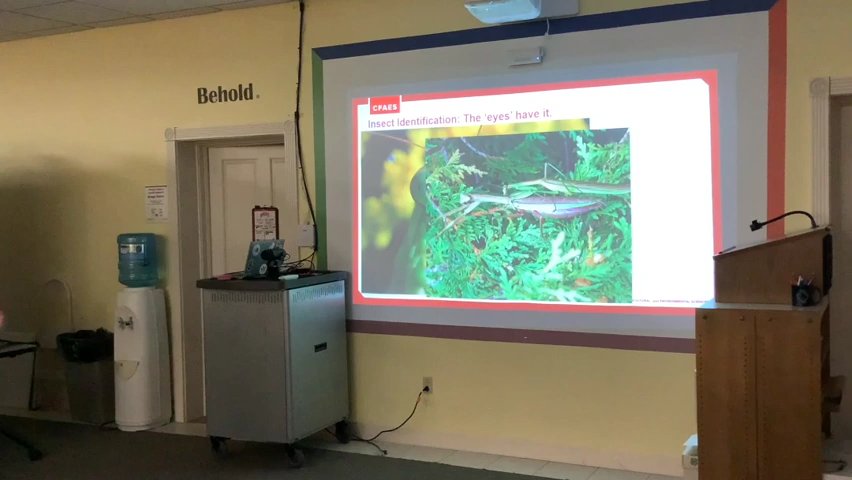 Behold.
CFAES
Insect Identification: The 'eyes' have it.